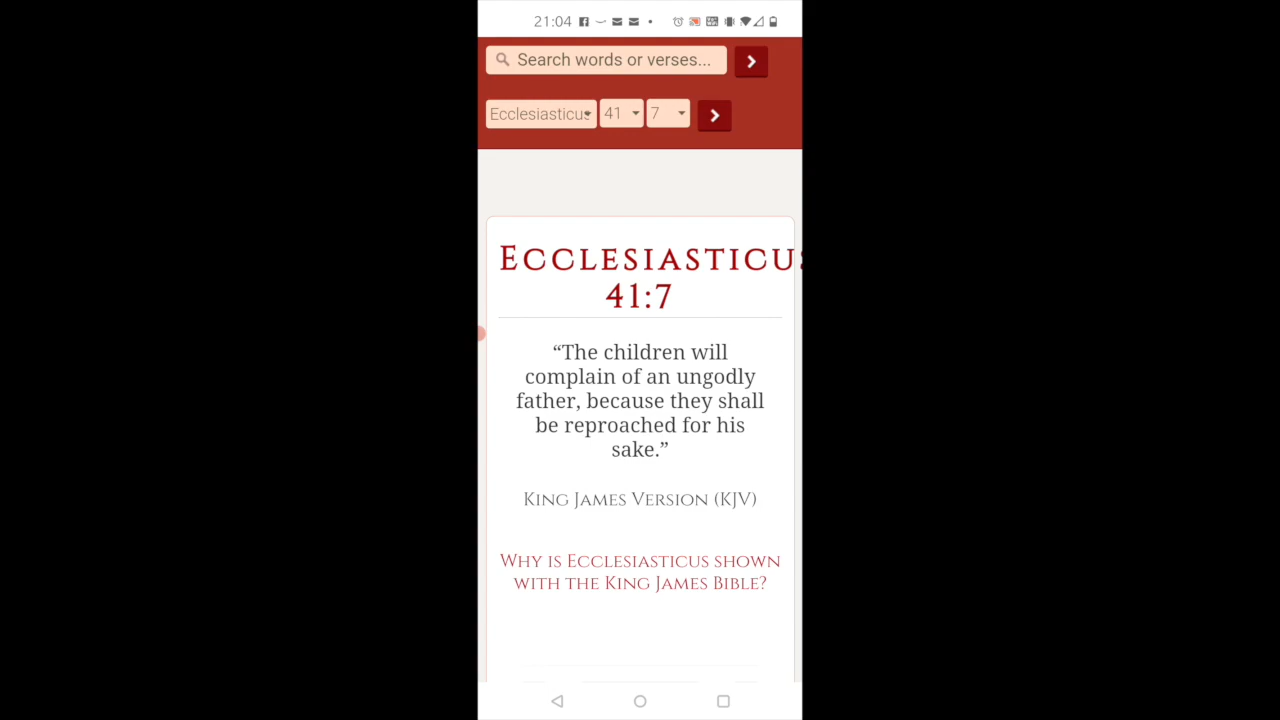 21:04
Search words or verses...
Ecclesiasticus 41 7
Ecclesiasticus
41:7
“The children will
complain of an ungodly
father, because they shall
be reproached for his
sake.”
King James Version (KJV)
Why is Ecclesiasticus shown
with the King James Bible?